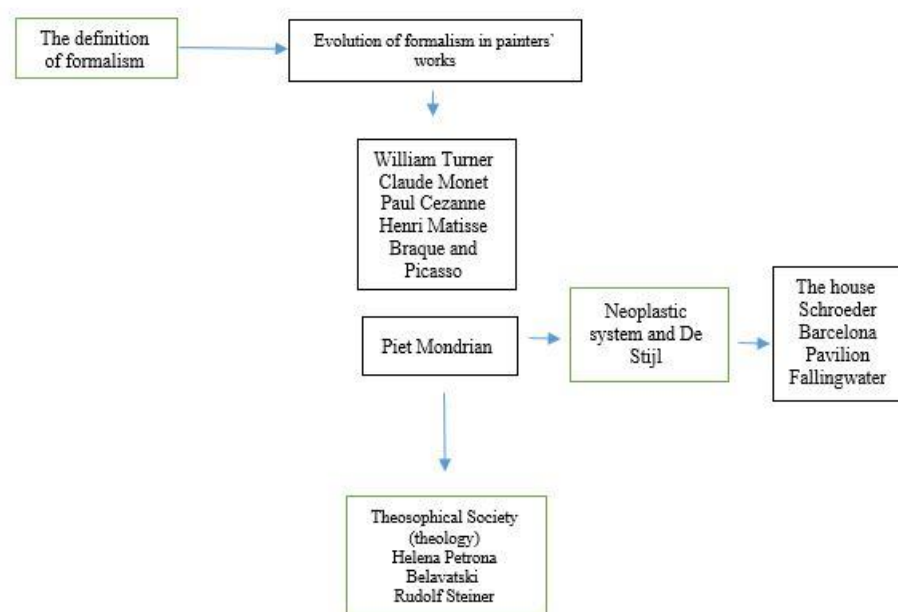 The definition
of formalism
Evolution of formalism in painters`
works
William Turner
Claude Monet
Paul Cezanne
Henri Matisse
Braque and
Picasso
Piet Mondrian
Neoplastic
system and De
Stijl
The house
Schroeder
Barcelona
Pavilion
Fallingwater
Theosophical Society
(theology)
Helena Petrona
Belavatski
Rudolf Steiner